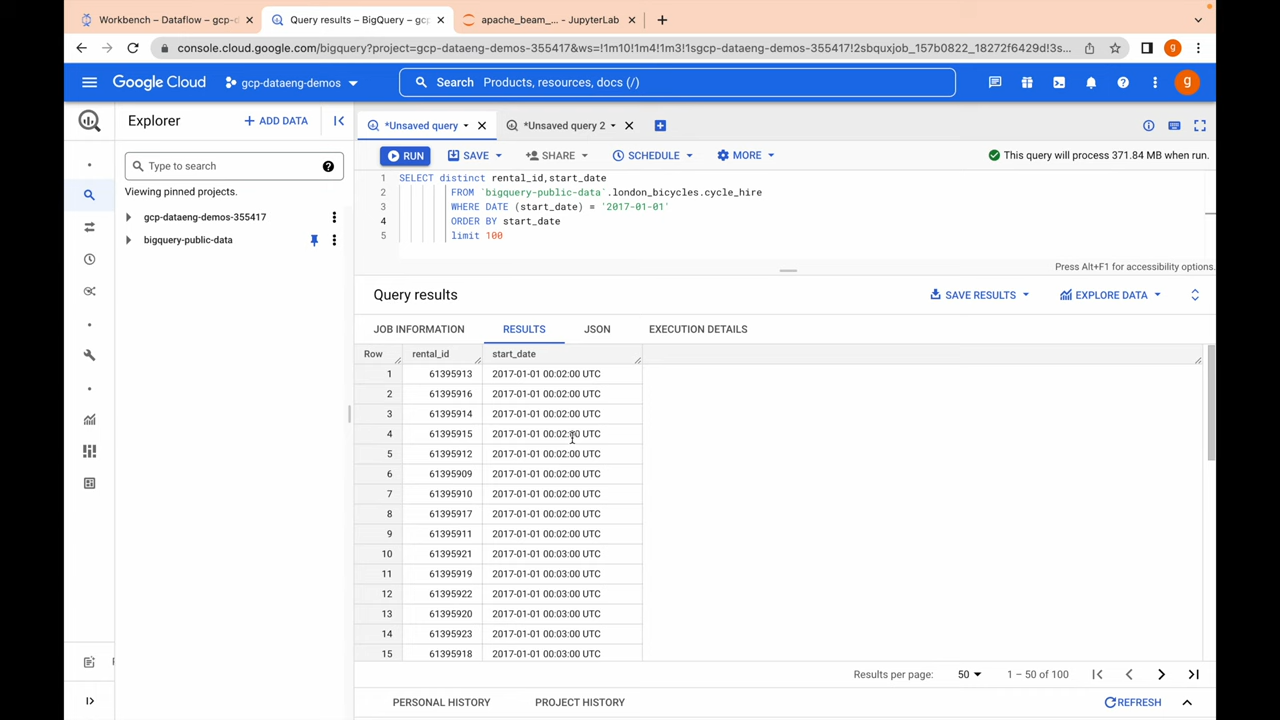 Workbench – Dataflow – gcp-d
Query results – BigQuery – gc
apache_beam_... - JupyterLab
console.cloud.google.com/bigquery?project=gcp-dataeng-demos-355417&ws=!1m10!1m4!1m3!1sgcp-dataeng-demos-355417!2sbquxjob_157b0822_18272f6429d!3s...
g
Google Cloud
gcp-dataeng-demos
Search Products, resources, docs (/)
g
Explorer
+ ADD DATA
*Unsaved query
*Unsaved query 2
Type to search
Viewing pinned projects.
gcp-dataeng-demos-355417
bigquery-public-data
RUN
SAVE
SHARE
SCHEDULE
MORE
This query will process 371.84 MB when run.
1 SELECT distinct rental_id,start_date
2 FROM `bigquery-public-data`.london_bicycles.cycle_hire
3 WHERE DATE (start_date) = '2017-01-01'
4 ORDER BY start_date
5 limit 100
Press Alt+F1 for accessibility options.
Query results
SAVE RESULTS
EXPLORE DATA
JOB INFORMATION
RESULTS
JSON
EXECUTION DETAILS
Row rental_id start_date
1 61395913 2017-01-01 00:02:00 UTC
2 61395916 2017-01-01 00:02:00 UTC
3 61395914 2017-01-01 00:02:00 UTC
4 61395915 2017-01-01 00:02:00 UTC
5 61395912 2017-01-01 00:02:00 UTC
6 61395909 2017-01-01 00:02:00 UTC
7 61395910 2017-01-01 00:02:00 UTC
8 61395917 2017-01-01 00:02:00 UTC
9 61395911 2017-01-01 00:02:00 UTC
10 61395921 2017-01-01 00:03:00 UTC
11 61395919 2017-01-01 00:03:00 UTC
12 61395922 2017-01-01 00:03:00 UTC
13 61395920 2017-01-01 00:03:00 UTC
14 61395923 2017-01-01 00:03:00 UTC
15 61395918 2017-01-01 00:03:00 UTC
Results per page: 50 1 – 50 of 100
PERSONAL HISTORY
PROJECT HISTORY
REFRESH